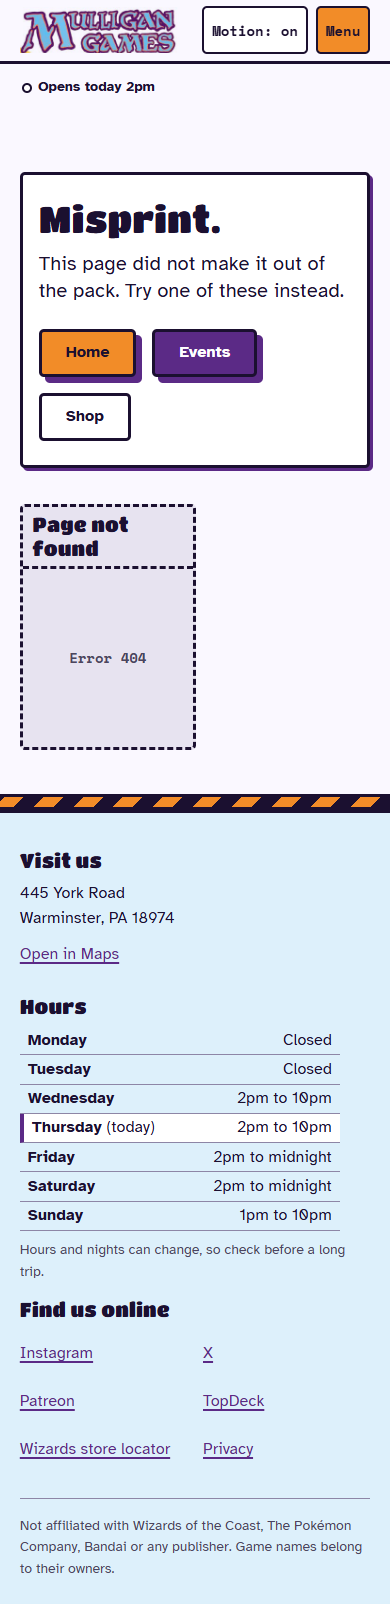 MULLIGAN
GAMES
Motion: on
Menu
Opens today 2pm
Misprint.
This page did not make it out of
the pack. Try one of these instead.
Home
Events
Shop
Page not
found
Error 404
Visit us
445 York Road
Warminster, PA 18974
Open in Maps
Hours
Monday Closed
Tuesday Closed
Wednesday 2pm to 10pm
Thursday (today) 2pm to 10pm
Friday 2pm to midnight
Saturday 2pm to midnight
Sunday 1pm to 10pm
Hours and nights can change, so check before a long
trip.
Find us online
Instagram X
Patreon TopDeck
Wizards store locator Privacy
Not affiliated with Wizards of the Coast, The Pokémon
Company, Bandai or any publisher. Game names belong
to their owners.